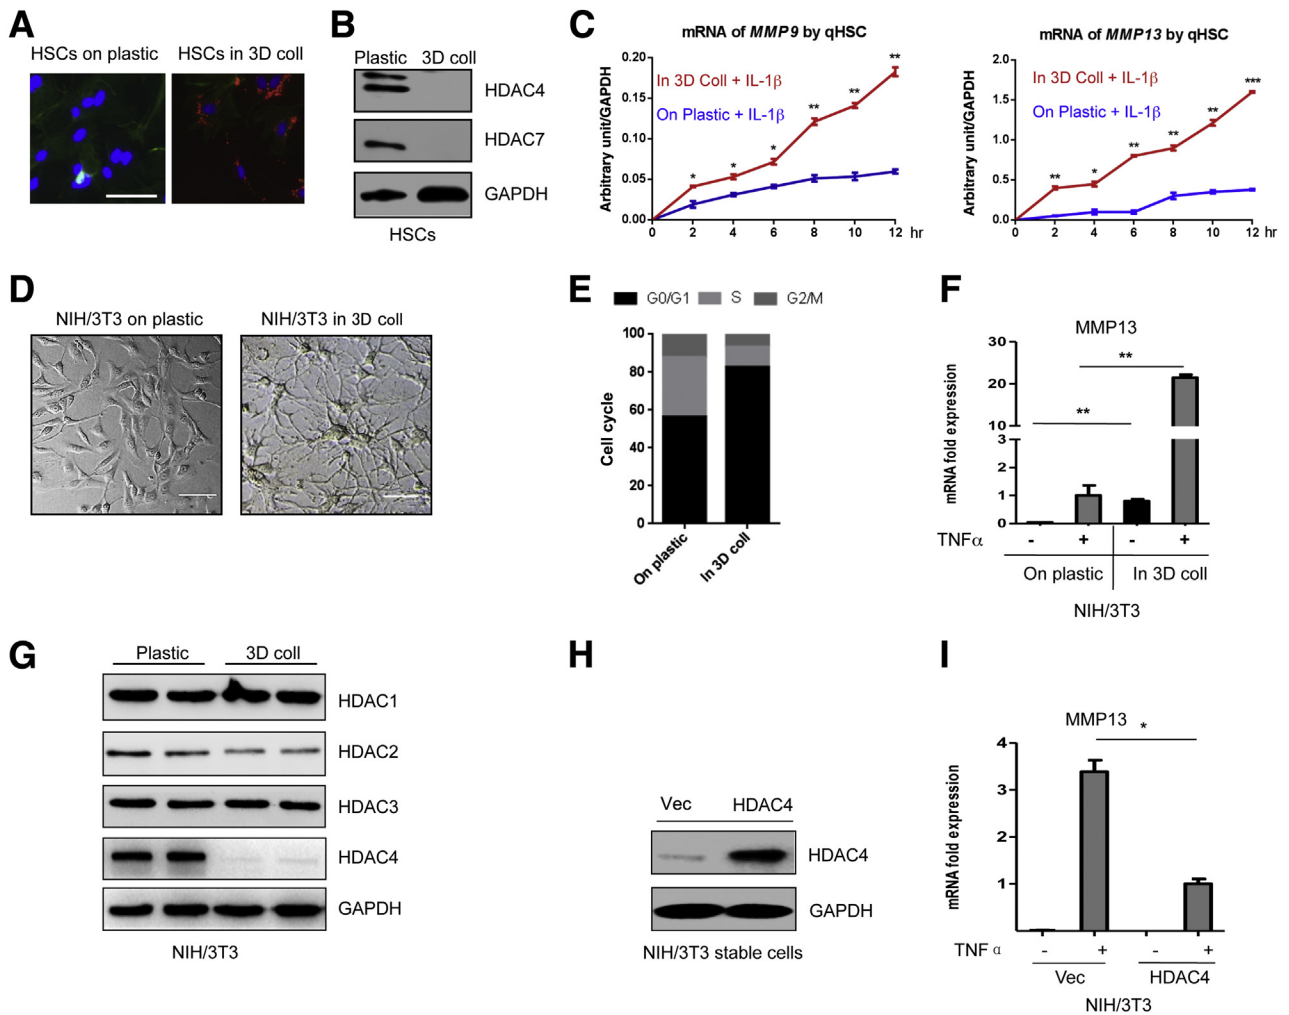 A
HSCs on plastic
HSCs in 3D coll
B
Plastic 3D coll
HDAC4
HDAC7
GAPDH
HSCs
C
mRNA of MMP9 by qHSC
Arbitrary unit/GAPDH
0.20
0.15
0.10
0.05
0.00
In 3D Coll + IL-1β
On Plastic + IL-1β
* * * ** ** **
0 2 4 6 8 10 12 hr
mRNA of MMP13 by qHSC
Arbitrary unit/GAPDH
2.0
1.5
1.0
0.5
0.0
In 3D Coll + IL-1β
On Plastic + IL-1β
** * ** ** ** ***
0 2 4 6 8 10 12 hr
D
NIH/3T3 on plastic
NIH/3T3 in 3D coll
E
G0/G1 S G2/M
Cell cycle
100
80
60
40
20
0
On plastic
In 3D coll
F
MMP13
mRNA fold expression
30
20
10
3
2
1
0
**
**
TNFα - + - +
On plastic In 3D coll
NIH/3T3
G
Plastic 3D coll
HDAC1
HDAC2
HDAC3
HDAC4
GAPDH
NIH/3T3
H
Vec HDAC4
HDAC4
GAPDH
NIH/3T3 stable cells
I
MMP13
*
mRNA fold expression
4
3
2
1
TNF α - + - +
Vec HDAC4
NIH/3T3